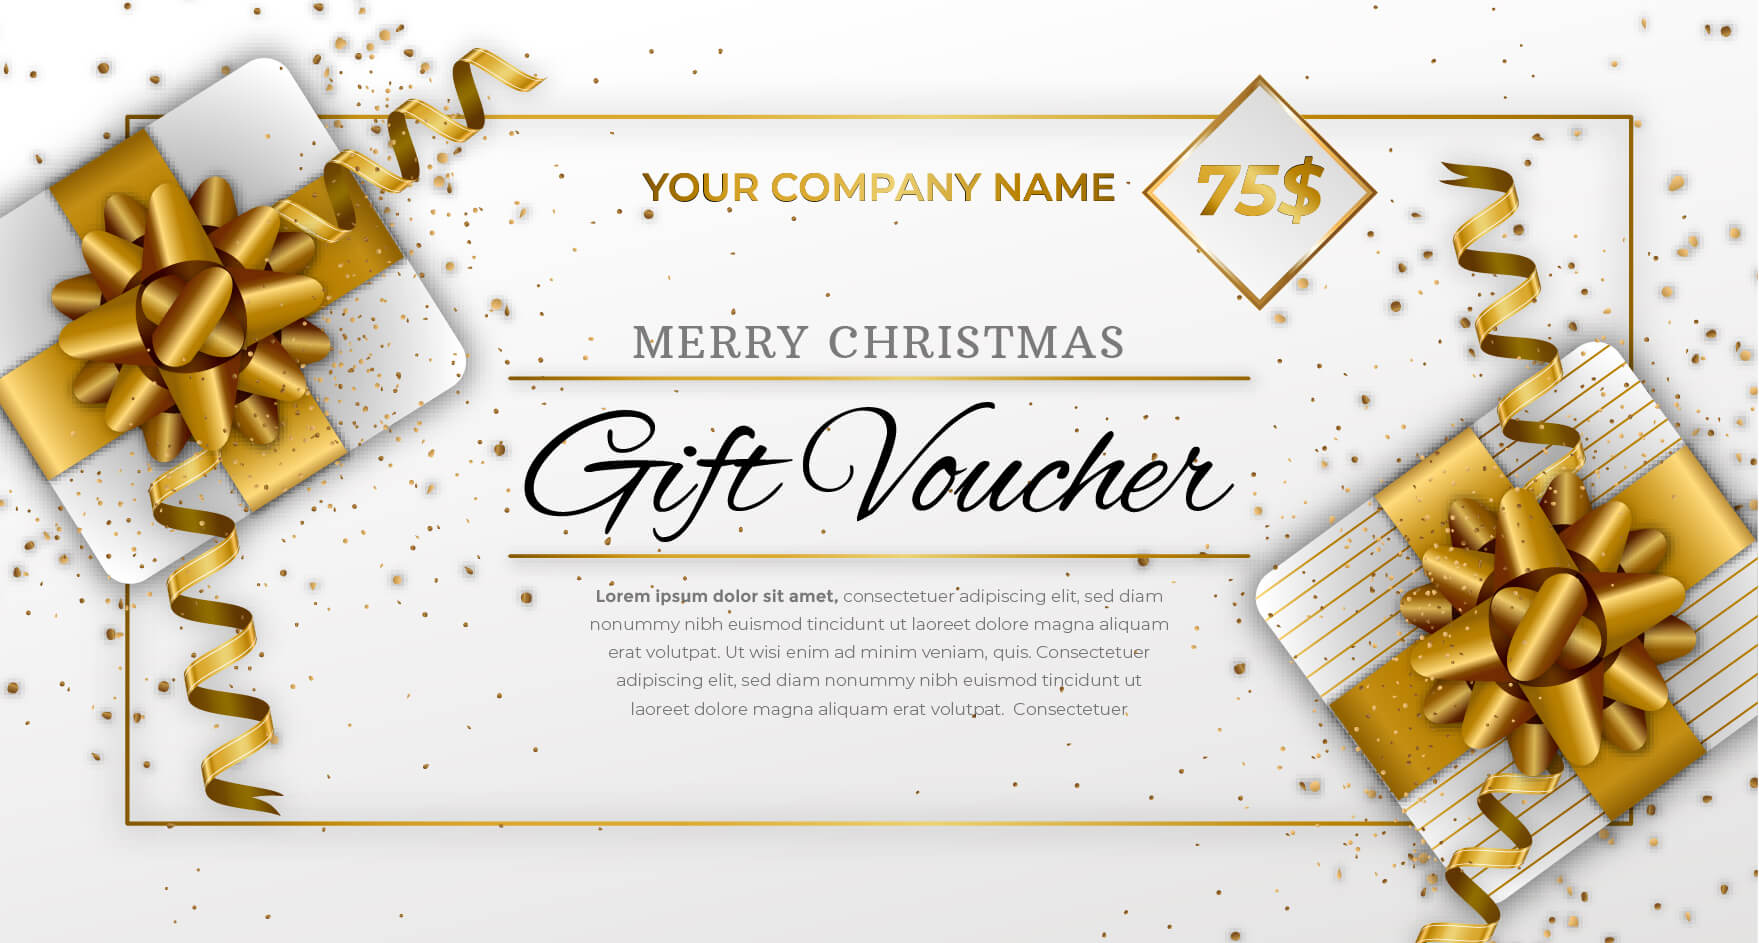 YOUR COMPANY NAME
75$
MERRY CHRISTMAS
Gift Voucher
Lorem ipsum dolor sit amet, consectetuer adipiscing elit, sed diam
nonummy nibh euismod tincidunt ut laoreet dolore magna aliquam
erat volutpat. Ut wisi enim ad minim veniam, quis. Consectetuer
adipiscing elit, sed diam nonummy nibh euismod tincidunt ut
laoreet dolore magna aliquam erat volutpat.  Consectetuer